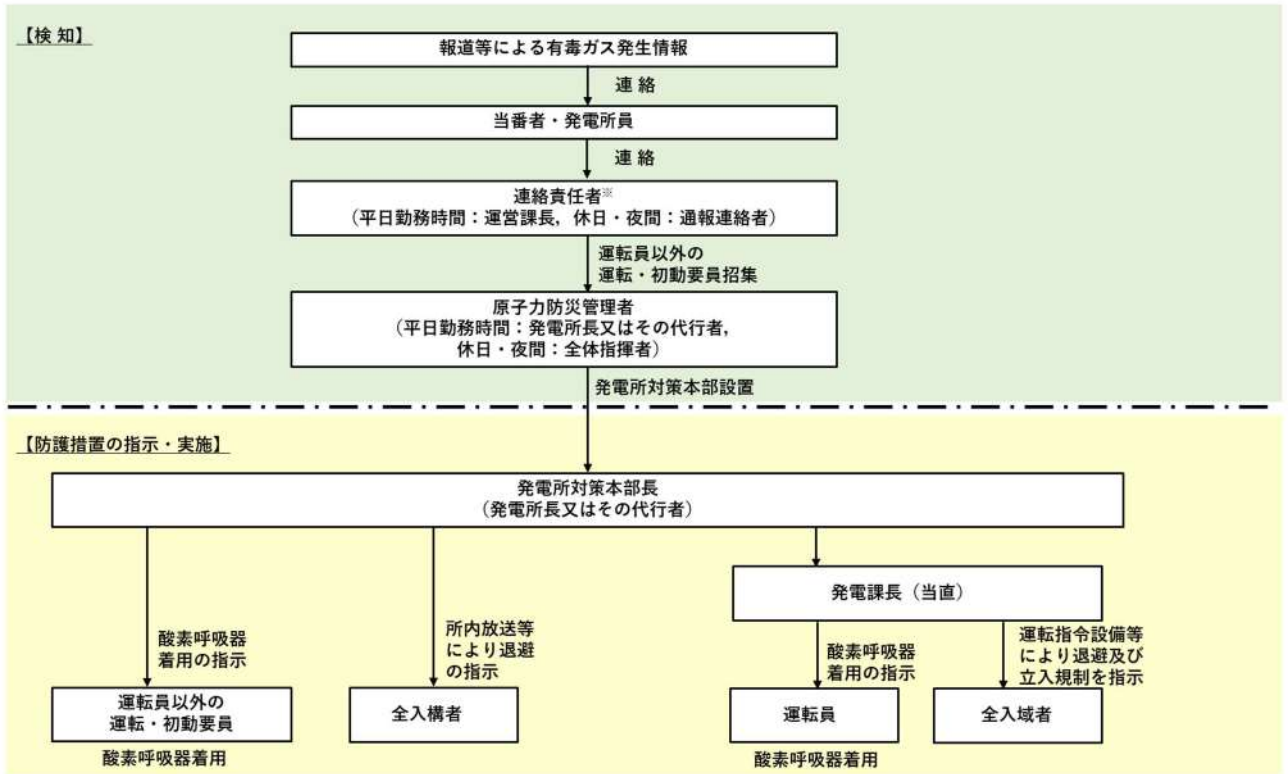 【検 知】
報道等による有毒ガス発生情報
連 絡
当番者・発電所員
連 絡
連絡責任者※
（平日勤務時間：運営課長，休日・夜間：通報連絡者）
運転員以外の
運転・初動要員招集
原子力防災管理者
（平日勤務時間：発電所長又はその代行者，
休日・夜間：全体指揮者）
発電所対策本部設置
【防護措置の指示・実施】
発電所対策本部長
（発電所長又はその代行者）
発電課長（当直）
酸素呼吸器
着用の指示
所内放送等
により退避
の指示
酸素呼吸器
着用の指示
運転指令設備等
により退避及び
立入規制を指示
運転員以外の
運転・初動要員
全入構者
運転員
全入域者
酸素呼吸器着用
酸素呼吸器着用